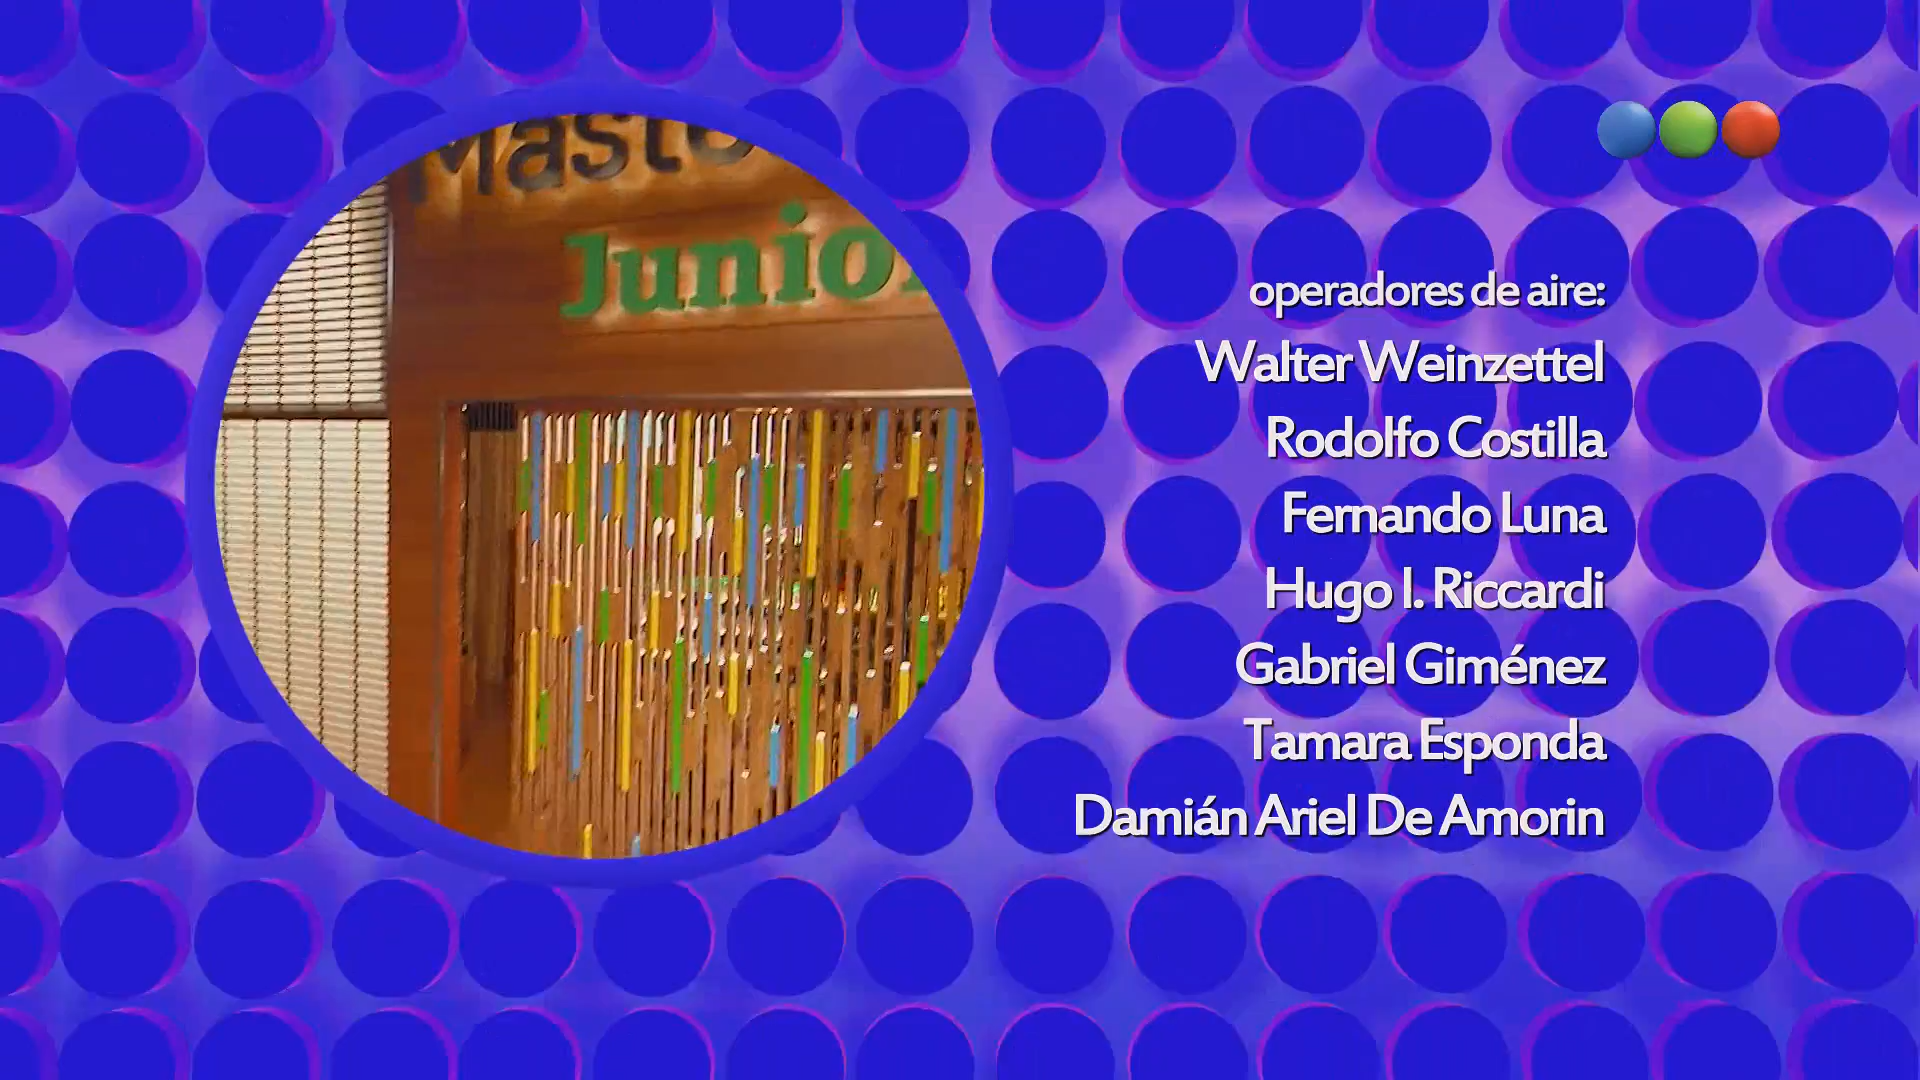 Maste
Junior
operadores de aire:
Walter Weinzettel
Rodolfo Costilla
Fernando Luna
Hugo I. Riccardi
Gabriel Giménez
Tamara Esponda
Damián Ariel De Amorin